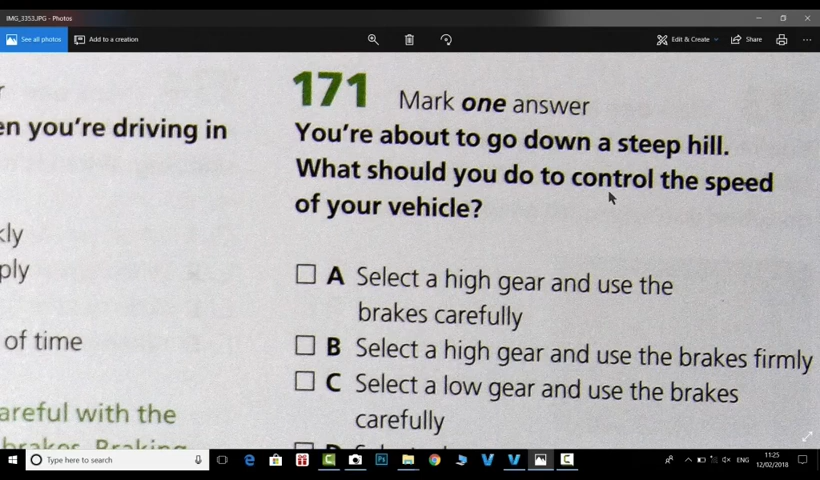 IMG_3353.JPG - Photos
See all photos
Add to a creation
Edit & Create
Share
171 Mark one answer
en you're driving in
You're about to go down a steep hill.
What should you do to control the speed
of your vehicle?
kly
ply
of time
areful with the
brakes. Braking
A Select a high gear and use the
brakes carefully
B Select a high gear and use the brakes firmly
C Select a low gear and use the brakes
carefully
Type here to search
ENG
11:25
12/02/2018